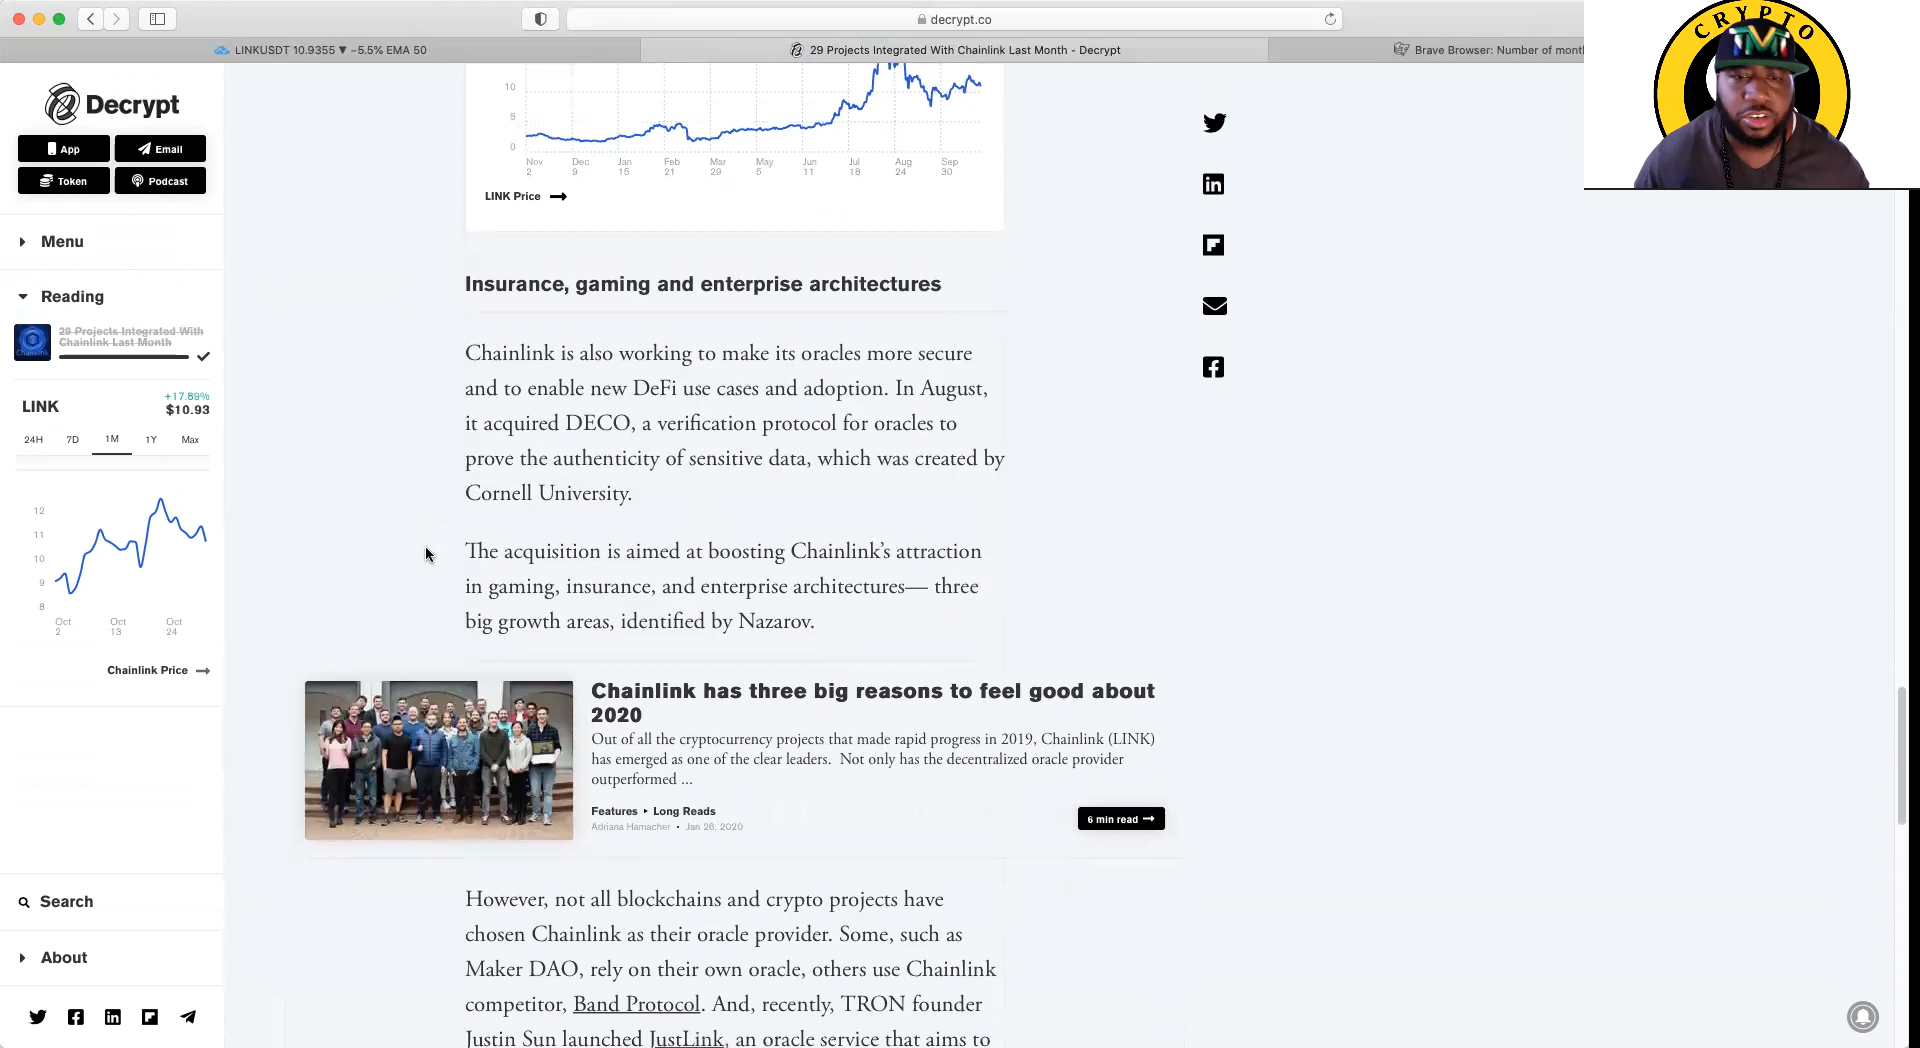 decrypt.co
LINKUSDT 10.9355 ▼ −5.5% EMA 50
29 Projects Integrated With Chainlink Last Month - Decrypt
Brave Browser: Number of mont
CRYPTO
Decrypt
App
Email
Token
Podcast
Menu
Reading
29 Projects Integrated With
Chainlink Last Month
LINK
+17.89%
$10.93
24H 7D 1M 1Y Max
12
11
10
9
8
Oct 2
Oct 13
Oct 24
Chainlink Price
Search
About
10
5
0
Nov 2
Dec 9
Jan 15
Feb 21
Mar 29
May 5
Jun 11
Jul 18
Aug 24
Sep 30
LINK Price
Insurance, gaming and enterprise architectures
Chainlink is also working to make its oracles more secure
and to enable new DeFi use cases and adoption. In August,
it acquired DECO, a verification protocol for oracles to
prove the authenticity of sensitive data, which was created by
Cornell University.
The acquisition is aimed at boosting Chainlink’s attraction
in gaming, insurance, and enterprise architectures— three
big growth areas, identified by Nazarov.
Chainlink has three big reasons to feel good about
2020
Out of all the cryptocurrency projects that made rapid progress in 2019, Chainlink (LINK)
has emerged as one of the clear leaders. Not only has the decentralized oracle provider
outperformed ...
Features ‣ Long Reads
Adriana Hamacher • Jan 26, 2020
6 min read
However, not all blockchains and crypto projects have
chosen Chainlink as their oracle provider. Some, such as
Maker DAO, rely on their own oracle, others use Chainlink
competitor, Band Protocol. And, recently, TRON founder
Justin Sun launched JustLink, an oracle service that aims to